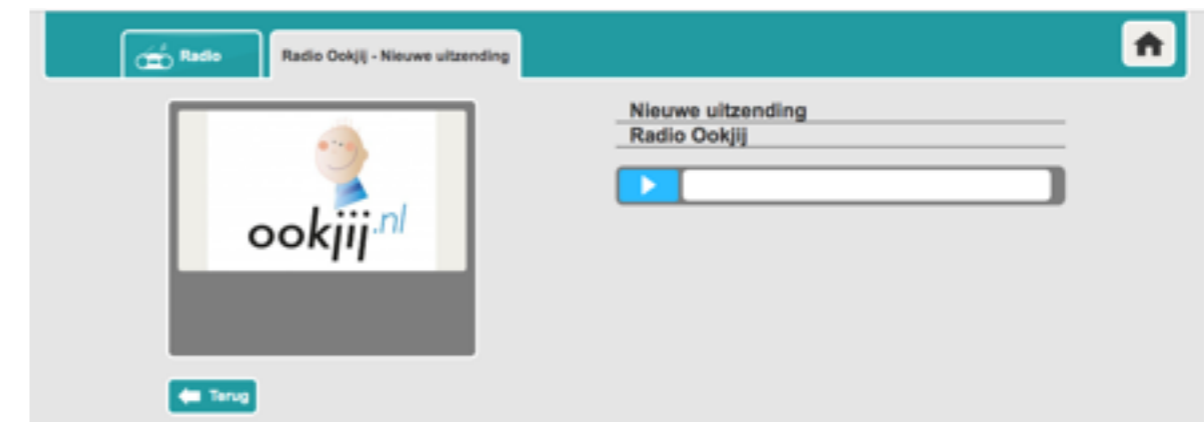 Radio
Radio Ookjij - Nieuwe uitzending
ookjij.nl
Nieuwe uitzending
Radio Ookjij
Terug